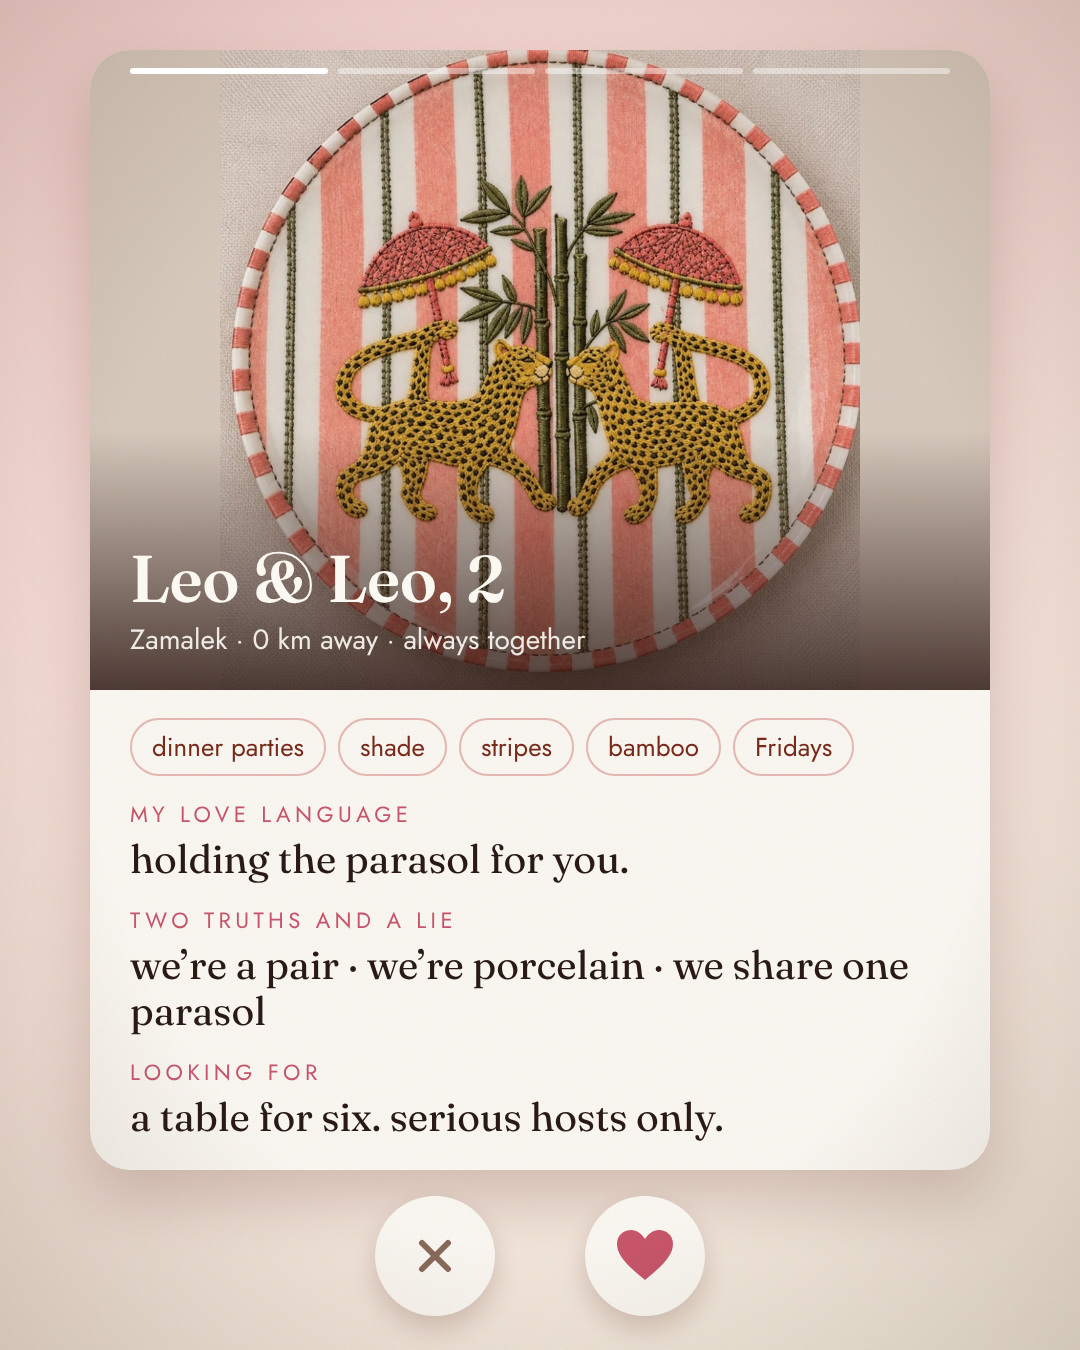 Leo & Leo, 2
Zamalek · 0 km away · always together
dinner parties
shade
stripes
bamboo
Fridays
MY LOVE LANGUAGE
holding the parasol for you.
TWO TRUTHS AND A LIE
we’re a pair · we’re porcelain · we share one
parasol
LOOKING FOR
a table for six. serious hosts only.